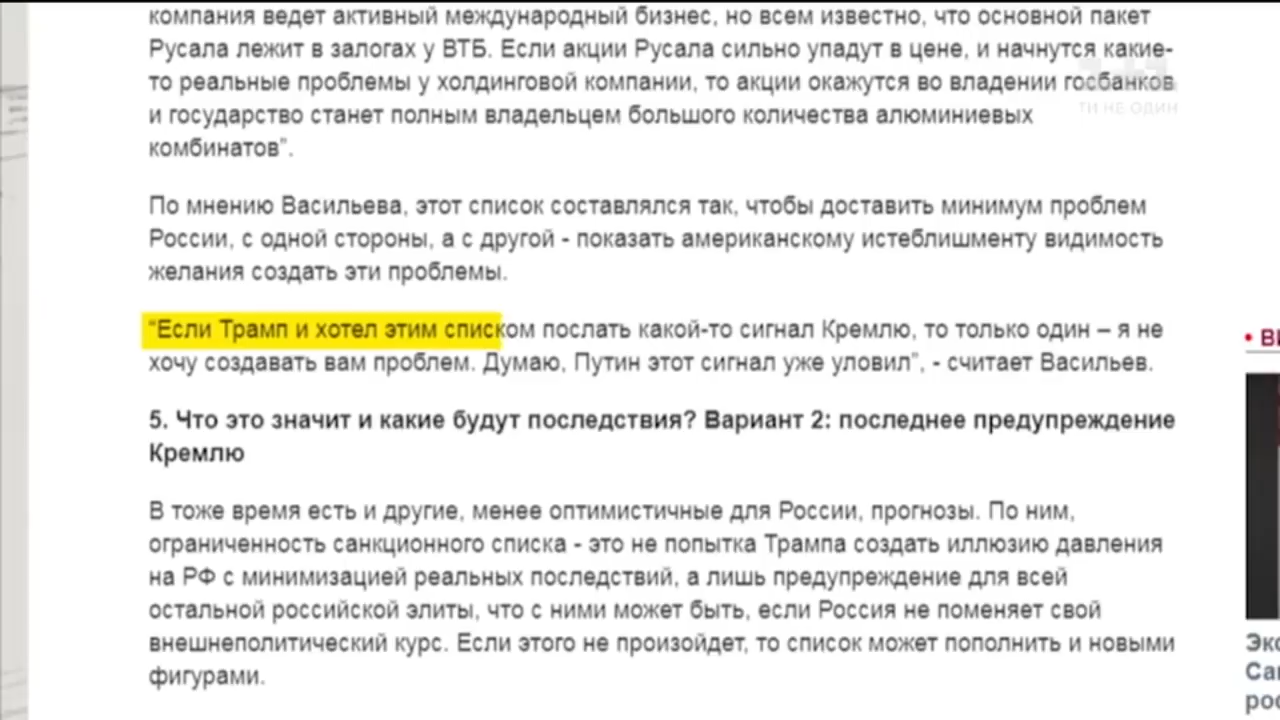 компания ведет активный международный бизнес, но всем известно, что основной пакет
Русала лежит в залогах у ВТБ. Если акции Русала сильно упадут в цене, и начнутся какие-
то реальные проблемы у холдинговой компании, то акции окажутся во владении госбанков
и государство станет полным владельцем большого количества алюминиевых
комбинатов”.
1+1
ТИ НЕ ОДИН
По мнению Васильева, этот список составлялся так, чтобы доставить минимум проблем
России, с одной стороны, а с другой - показать американскому истеблишменту видимость
желания создать эти проблемы.
“Если Трамп и хотел этим списком послать какой-то сигнал Кремлю, то только один – я не
хочу создавать вам проблем. Думаю, Путин этот сигнал уже уловил”, - считает Васильев.
5. Что это значит и какие будут последствия? Вариант 2: последнее предупреждение
Кремлю
В тоже время есть и другие, менее оптимистичные для России, прогнозы. По ним,
ограниченность санкционного списка - это не попытка Трампа создать иллюзию давления
на РФ с минимизацией реальных последствий, а лишь предупреждение для всей
остальной российской элиты, что с ними может быть, если Россия не поменяет свой
внешнеполитический курс. Если этого не произойдет, то список может пополнить и новыми
фигурами.